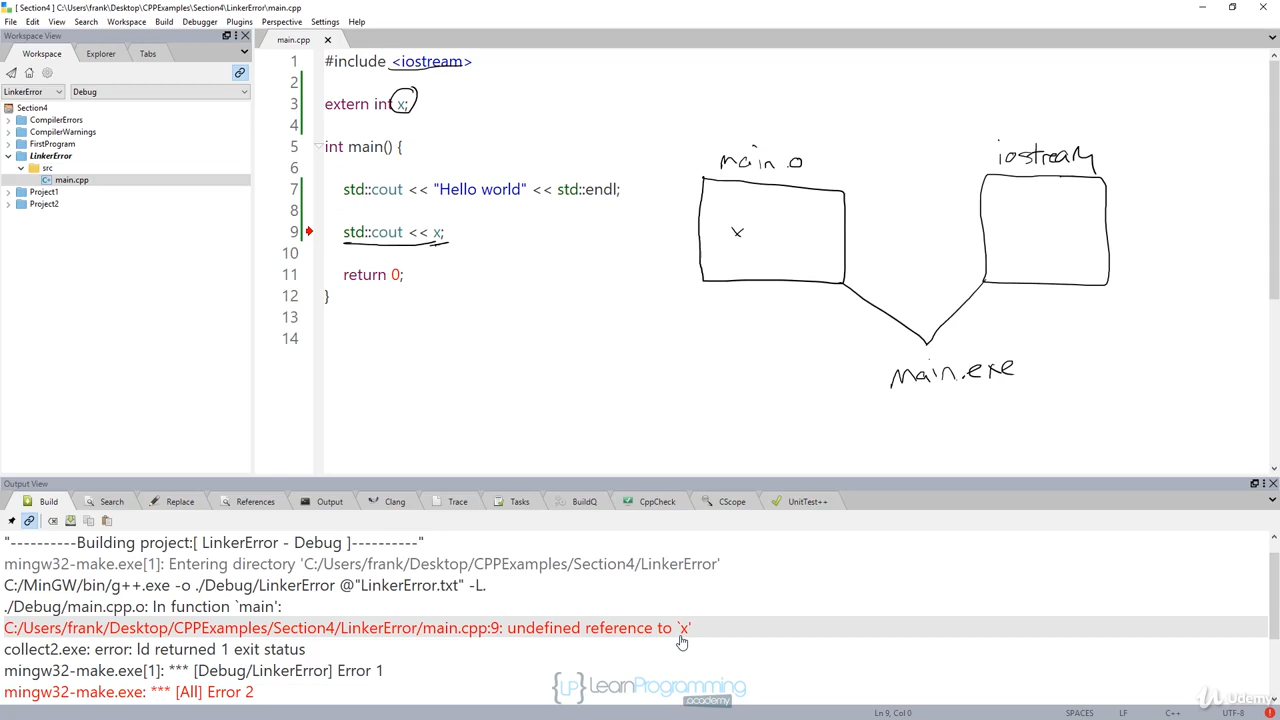 [ Section4 ] C:\Users\frank\Desktop\CPPExamples\Section4\LinkerError\main.cpp
File Edit View Search Workspace Build Debugger Plugins Perspective Settings Help
Workspace View
Workspace Explorer Tabs
LinkerError Debug
Section4
CompilerErrors
CompilerWarnings
FirstProgram
LinkerError
src
main.cpp
Project1
Project2
main.cpp
1 #include <iostream>
2
3 extern int x;
4
5 int main() {
6
7 std::cout << "Hello world" << std::endl;
8
9 std::cout << x;
10
11 return 0;
12 }
13
14
main.o
iostream
x
main.exe
Output View
Build Search Replace References Output Clang Trace Tasks BuildQ CppCheck CScope UnitTest++
"----------Building project:[ LinkerError - Debug ]----------"
mingw32-make.exe[1]: Entering directory 'C:/Users/frank/Desktop/CPPExamples/Section4/LinkerError'
C:/MinGW/bin/g++.exe -o ./Debug/LinkerError @"LinkerError.txt" -L.
./Debug/main.cpp.o: In function `main':
C:/Users/frank/Desktop/CPPExamples/Section4/LinkerError/main.cpp:9: undefined reference to `x'
collect2.exe: error: ld returned 1 exit status
mingw32-make.exe[1]: *** [Debug/LinkerError] Error 1
mingw32-make.exe: *** [All] Error 2
LP LearnProgramming
.academy
Udemy
Ln 9, Col 0 SPACES LF C++ UTF-8